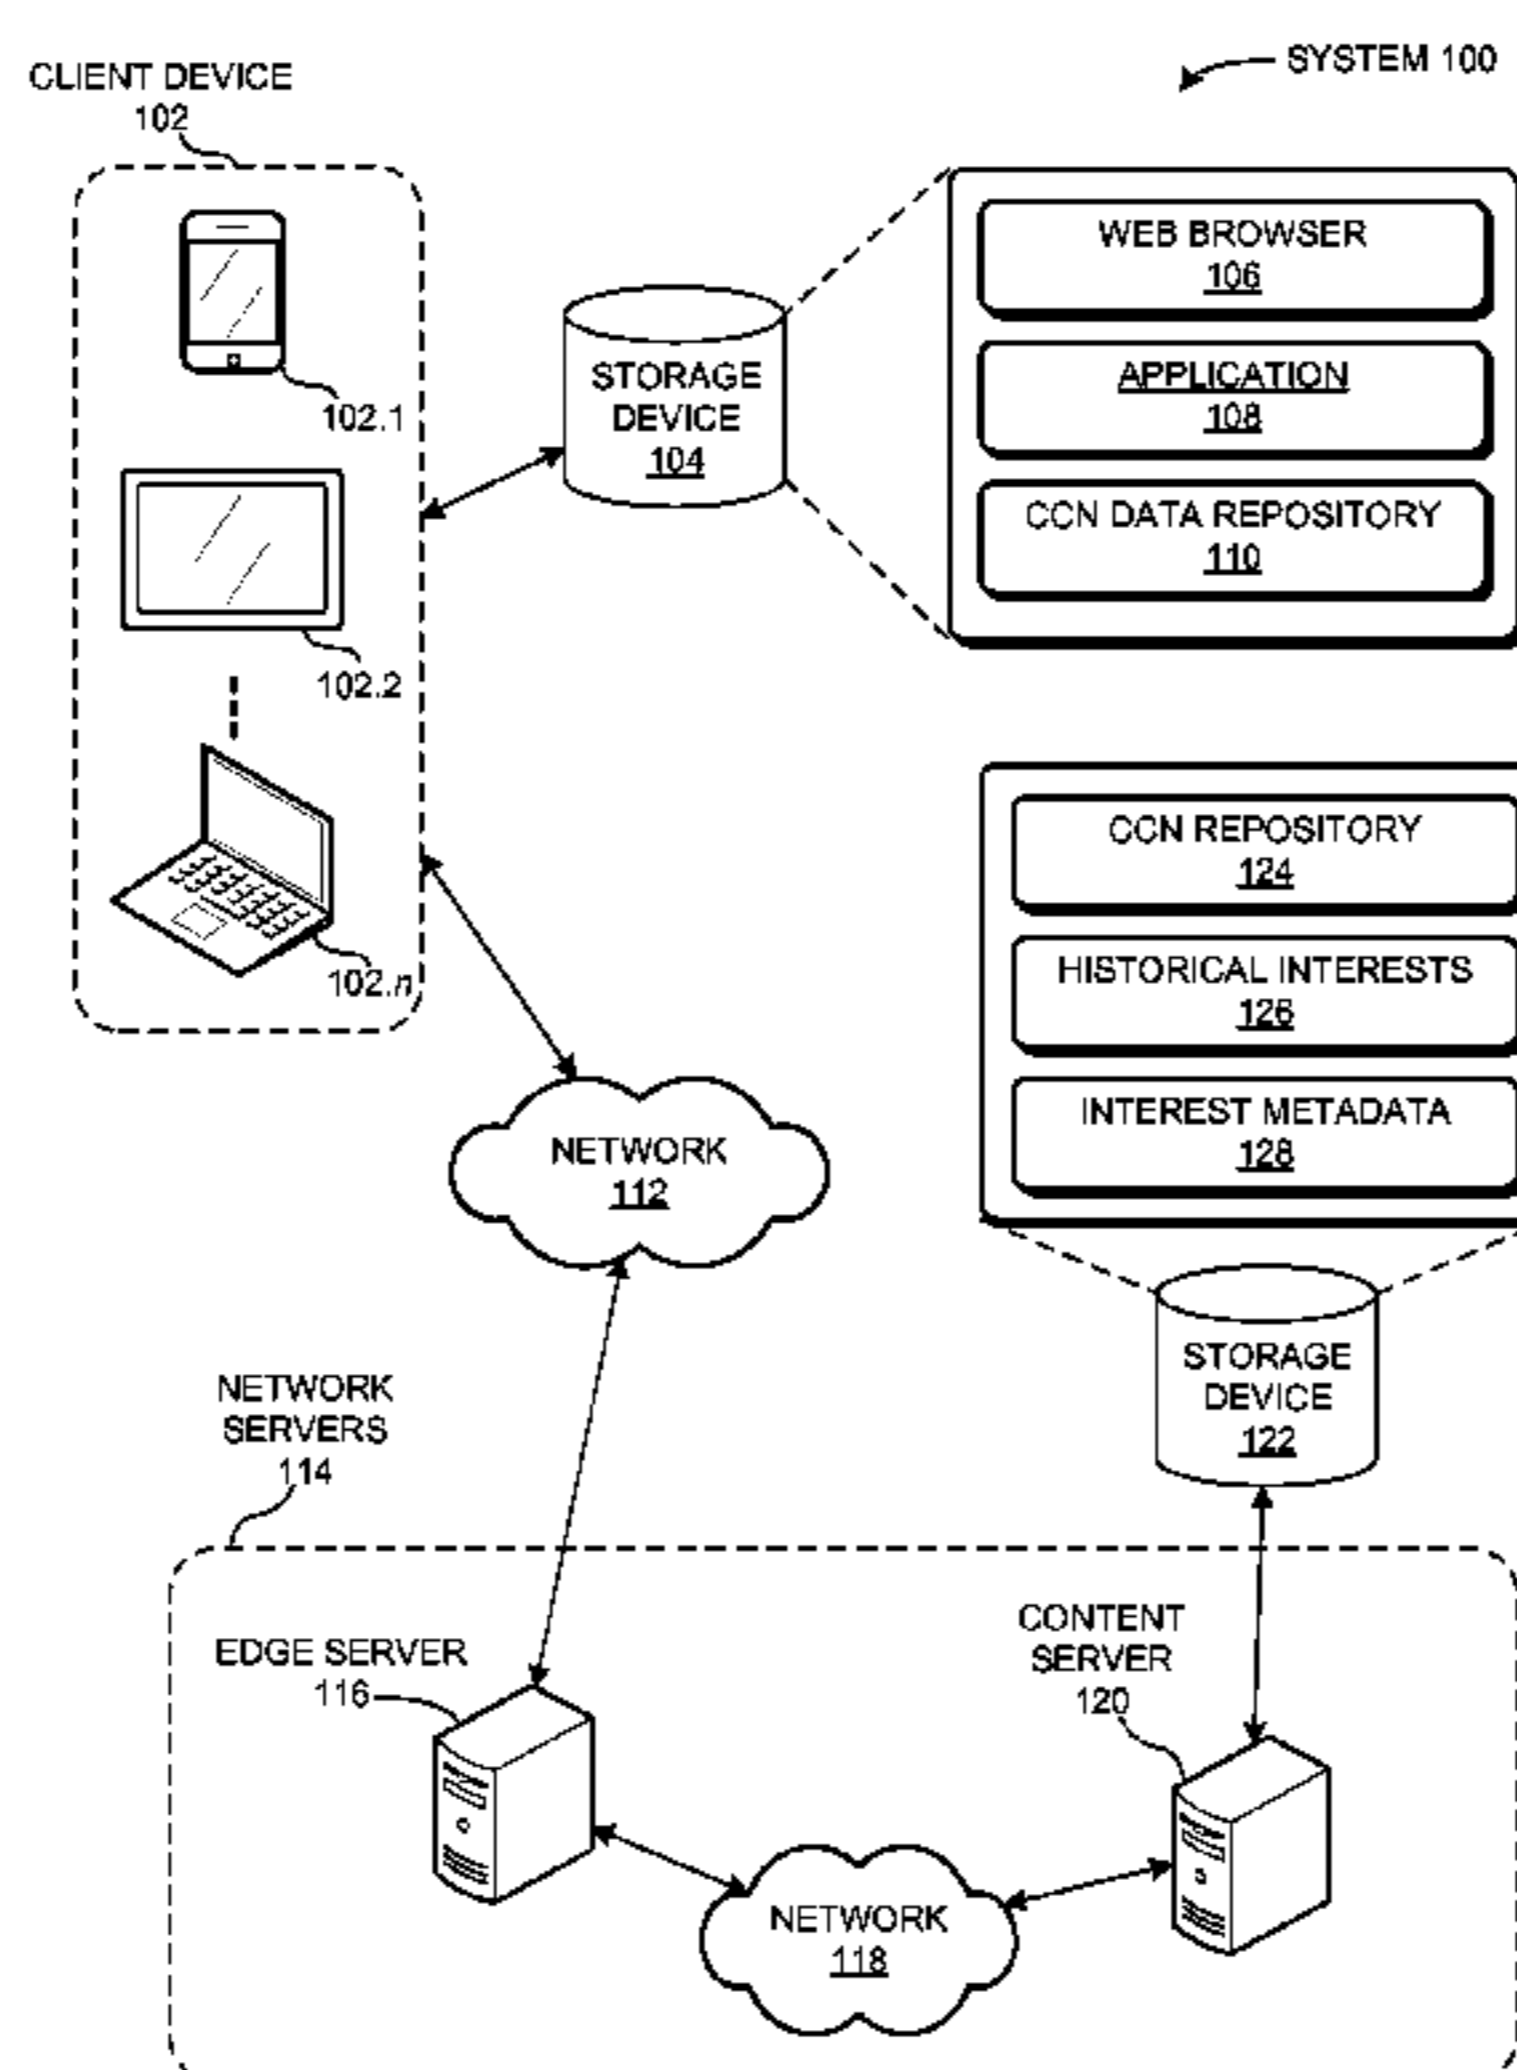 SYSTEM 100
CLIENT DEVICE
102
102.1
102.2
102.n
STORAGE
DEVICE
104
WEB BROWSER
106
APPLICATION
108
CCN DATA REPOSITORY
110
NETWORK
112
CCN REPOSITORY
124
HISTORICAL INTERESTS
126
INTEREST METADATA
128
STORAGE
DEVICE
122
NETWORK
SERVERS
114
EDGE SERVER
116
CONTENT
SERVER
120
NETWORK
118